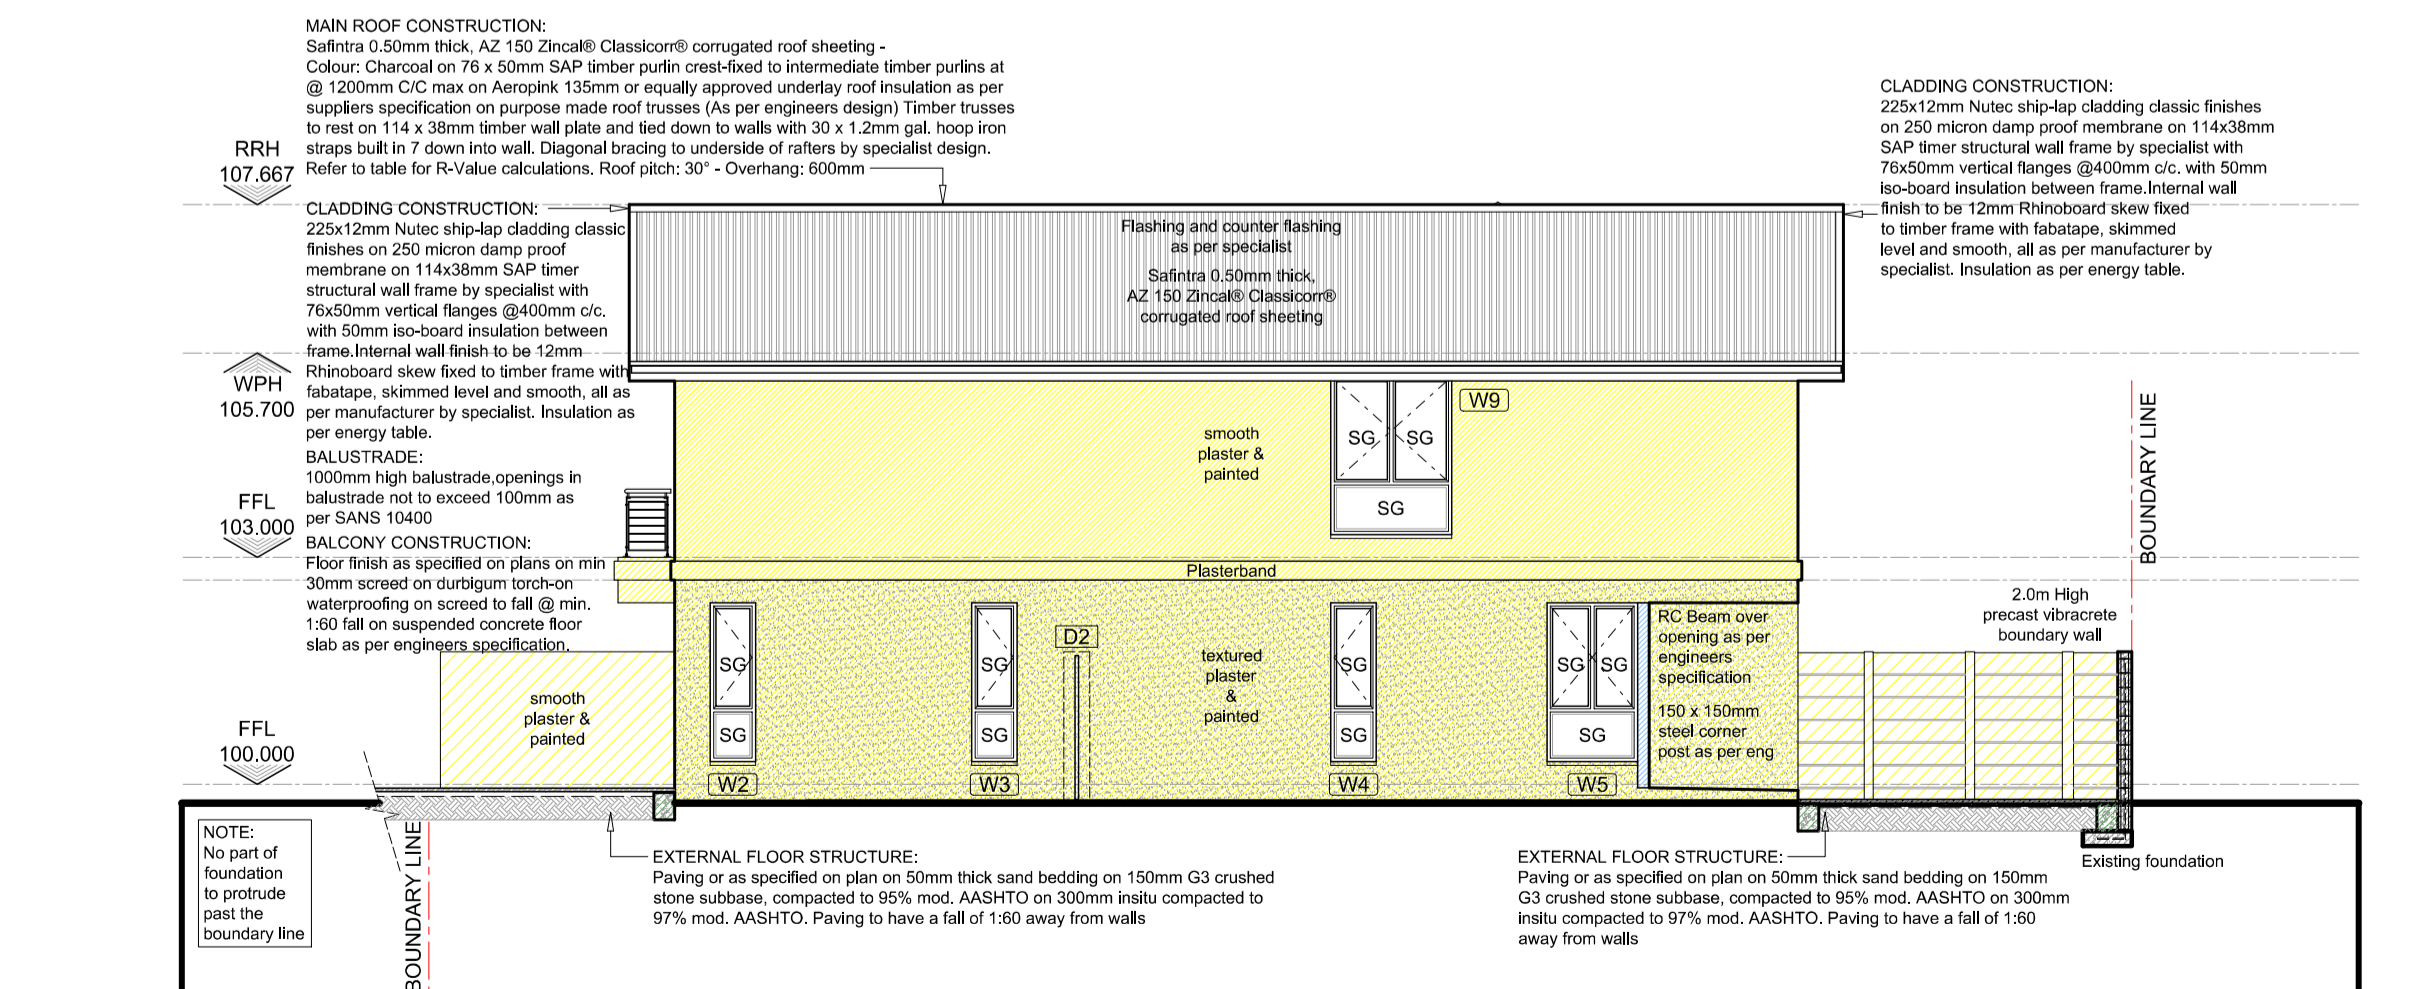 MAIN ROOF CONSTRUCTION:
Safintra 0.50mm thick, AZ 150 Zincal® Classicorr® corrugated roof sheeting -
Colour: Charcoal on 76 x 50mm SAP timber purlin crest-fixed to intermediate timber purlins at
@ 1200mm C/C max on Aeropink 135mm or equally approved underlay roof insulation as per
suppliers specification on purpose made roof trusses (As per engineers design) Timber trusses
to rest on 114 x 38mm timber wall plate and tied down to walls with 30 x 1.2mm gal. hoop iron
straps built in 7 down into wall. Diagonal bracing to underside of rafters by specialist design.
Refer to table for R-Value calculations. Roof pitch: 30° - Overhang: 600mm
RRH
107.667
CLADDING CONSTRUCTION:
225x12mm Nutec ship-lap cladding classic
finishes on 250 micron damp proof
membrane on 114x38mm SAP timer
structural wall frame by specialist with
76x50mm vertical flanges @400mm c/c.
with 50mm iso-board insulation between
frame.Internal wall finish to be 12mm
Rhinoboard skew fixed to timber frame with
fabatape, skimmed level and smooth, all as
per manufacturer by specialist. Insulation as
per energy table.
WPH
105.700
BALUSTRADE:
1000mm high balustrade,openings in
balustrade not to exceed 100mm as
per SANS 10400
FFL
103.000
BALCONY CONSTRUCTION:
Floor finish as specified on plans on min
30mm screed on durbigum torch-on
waterproofing on screed to fall @ min.
1:60 fall on suspended concrete floor
slab as per engineers specification.
FFL
100.000
CLADDING CONSTRUCTION:
225x12mm Nutec ship-lap cladding classic finishes
on 250 micron damp proof membrane on 114x38mm
SAP timer structural wall frame by specialist with
76x50mm vertical flanges @400mm c/c. with 50mm
iso-board insulation between frame.Internal wall
finish to be 12mm Rhinoboard skew fixed
to timber frame with fabatape, skimmed
level and smooth, all as per manufacturer by
specialist. Insulation as per energy table.
Flashing and counter flashing
as per specialist
Safintra 0.50mm thick,
AZ 150 Zincal® Classicorr®
corrugated roof sheeting
W9
SG SG
SG
smooth
plaster &
painted
Plasterband
BOUNDARY LINE
2.0m High
precast vibracrete
boundary wall
smooth
plaster &
painted
SG
SG
W2
SG
SG
W3
D2
textured
plaster
&
painted
SG
SG
W4
SG SG
SG
W5
RC Beam over
opening as per
engineers
specification
150 x 150mm
steel corner
post as per eng
NOTE:
No part of
foundation
to protrude
past the
boundary line
BOUNDARY LINE
EXTERNAL FLOOR STRUCTURE:
Paving or as specified on plan on 50mm thick sand bedding on 150mm G3 crushed
stone subbase, compacted to 95% mod. AASHTO on 300mm insitu compacted to
97% mod. AASHTO. Paving to have a fall of 1:60 away from walls
EXTERNAL FLOOR STRUCTURE:
Paving or as specified on plan on 50mm thick sand bedding on 150mm
G3 crushed stone subbase, compacted to 95% mod. AASHTO on 300mm
insitu compacted to 97% mod. AASHTO. Paving to have a fall of 1:60
away from walls
Existing foundation